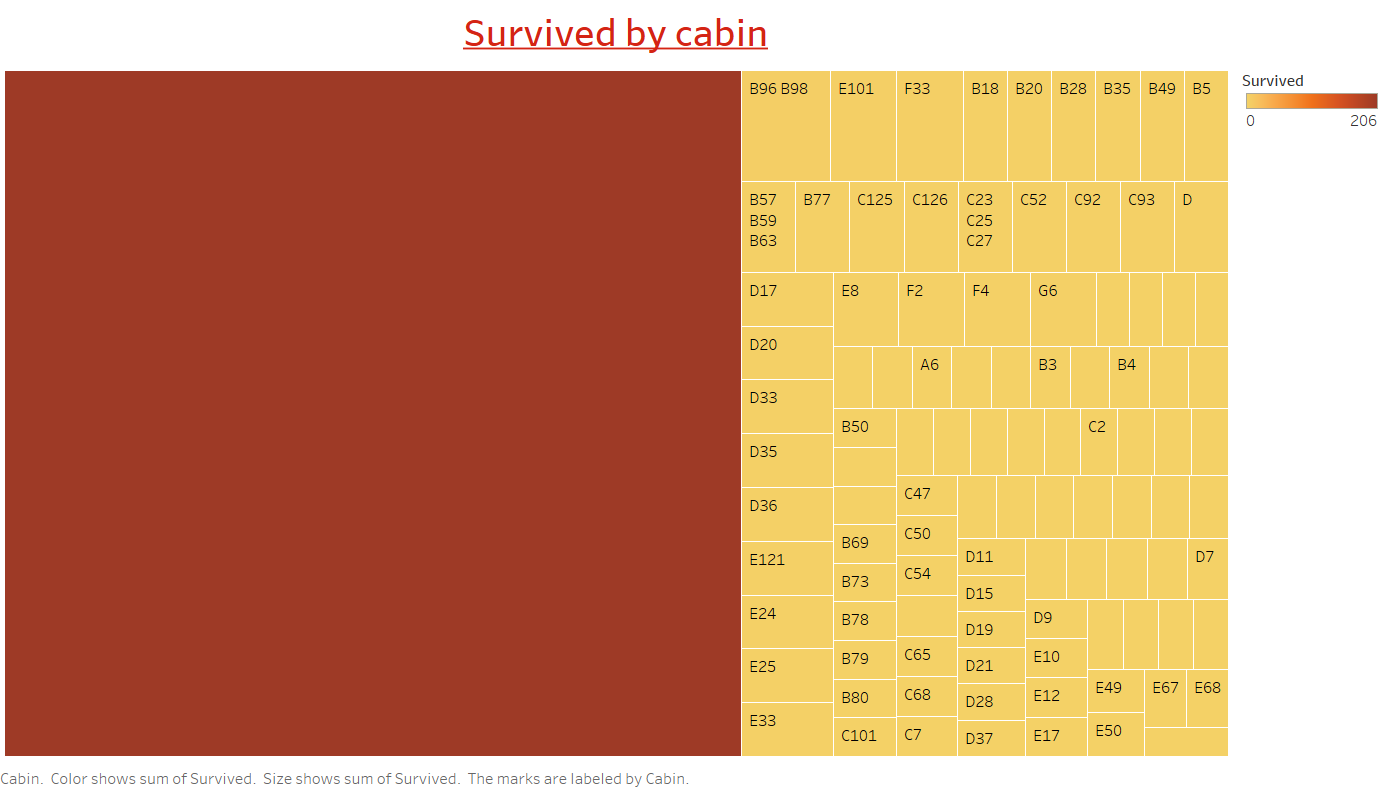 Survived by cabin
B96 B98 E101 F33 B18 B20 B28 B35 B49 B5
Survived
0 206
B57 B77 C125 C126 C23 C52 C92 C93 D
B59 C25
B63 C27
D17 E8 F2 F4 G6
D20
A6 B3 B4
D33
B50 C2
D35
C47
D36
C50
B69
D11 D7
E121
C54
B73
D15
E24
B78
D9
D19
C65
E10
B79
D21
E25
C68
E49 E67 E68
E12
B80
D28
E33
E50
C101 C7 D37 E17
Cabin. Color shows sum of Survived. Size shows sum of Survived. The marks are labeled by Cabin.